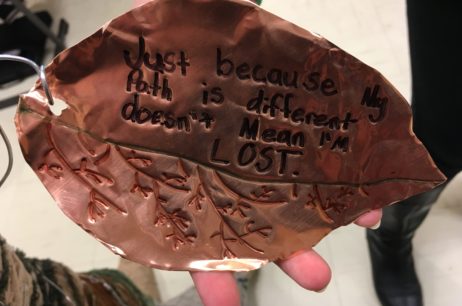 Just because My
Path is different
doesn't Mean I'M
LOST.